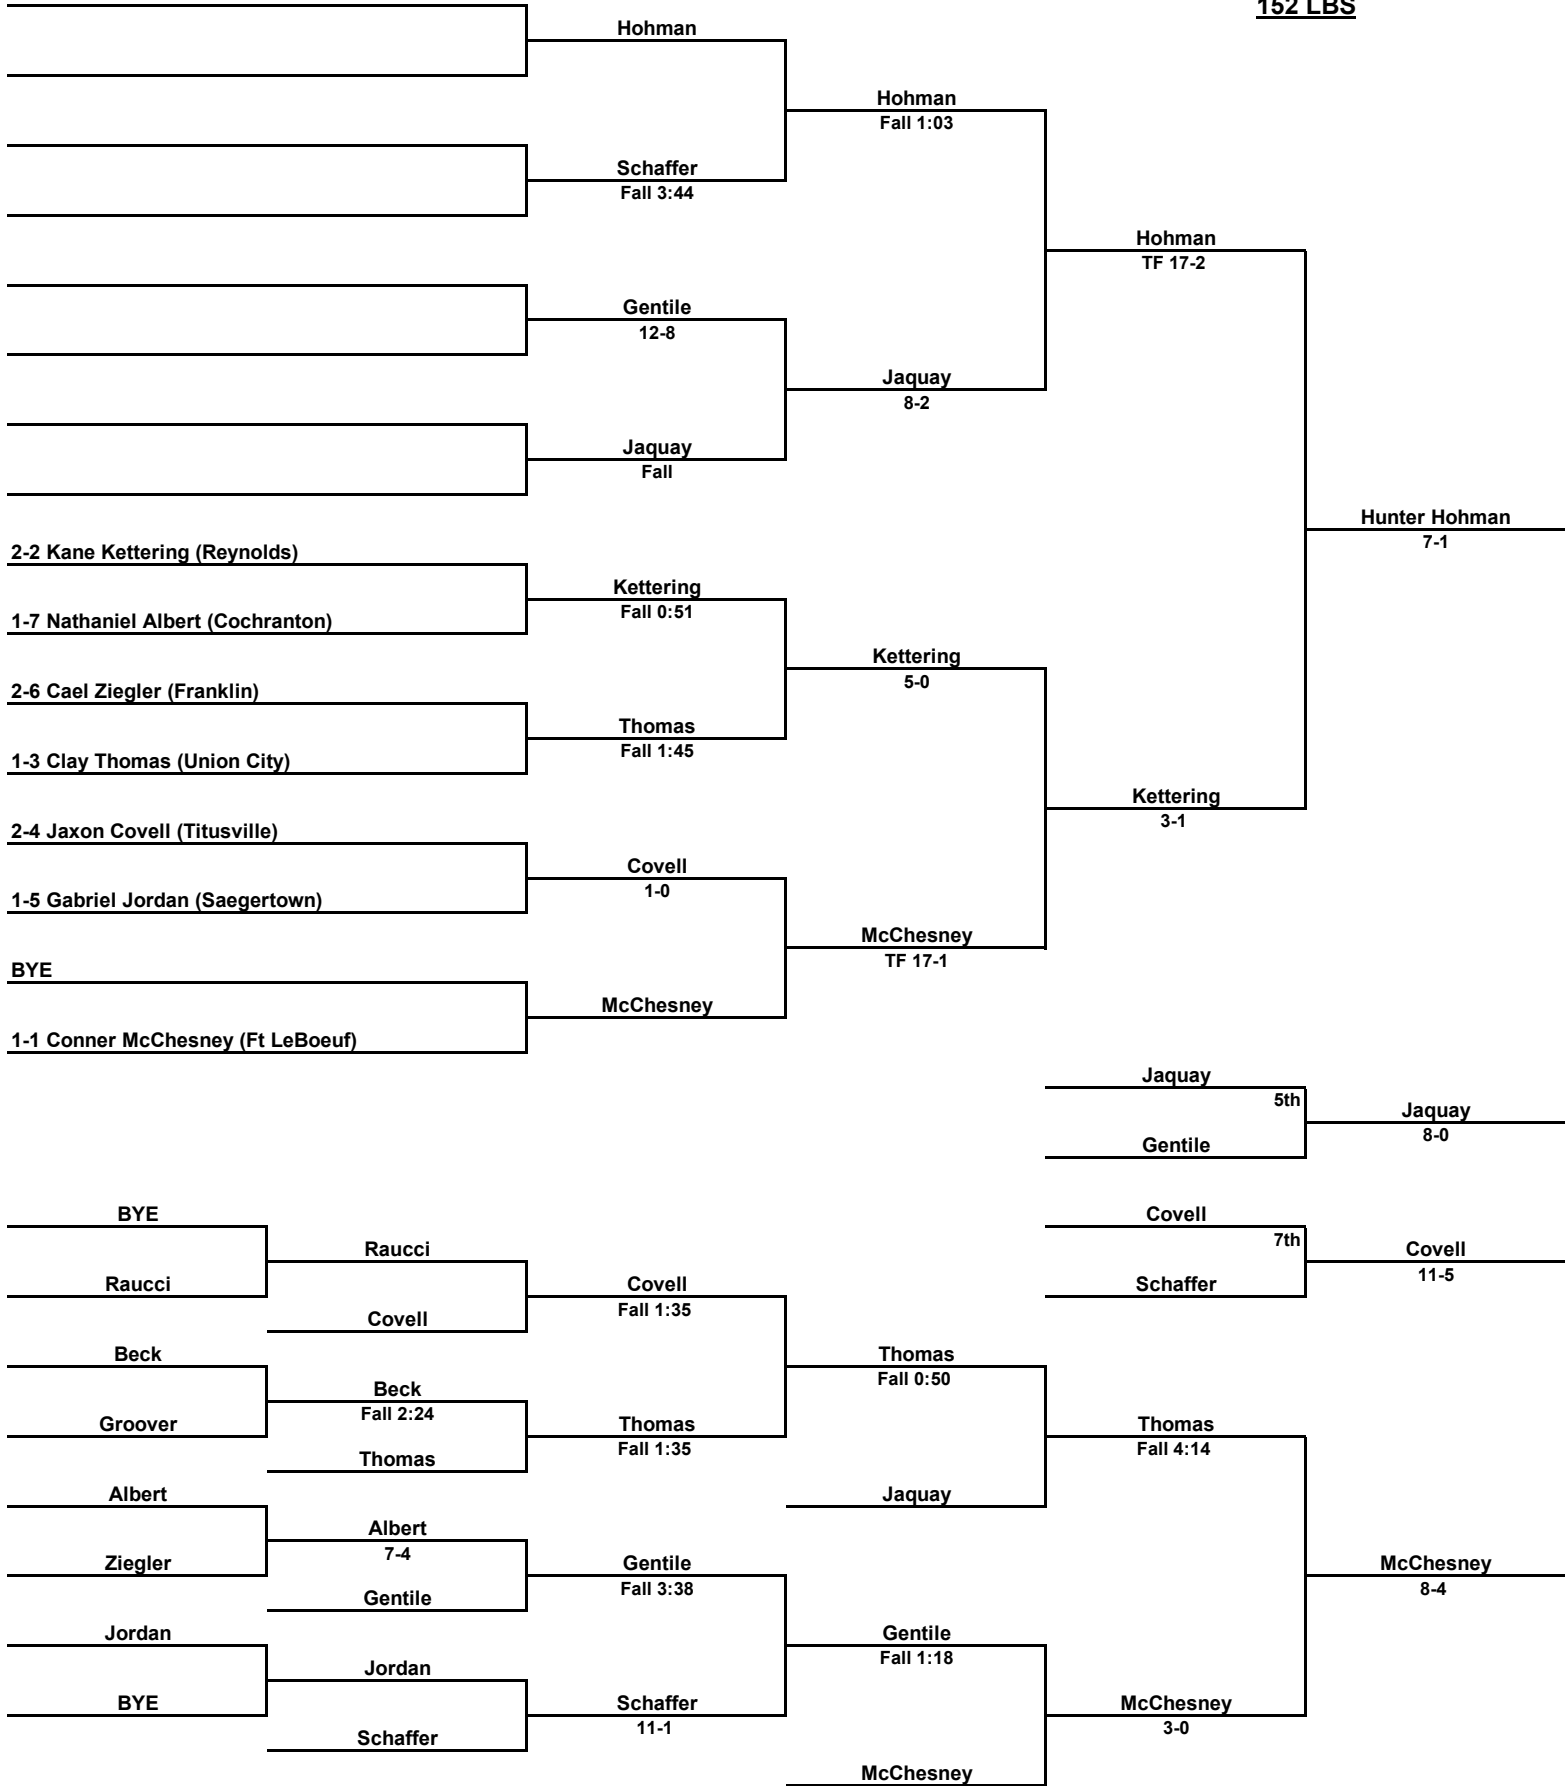 152 LBS
Hohman
Hohman
Fall 1:03
Schaffer
Fall 3:44
Hohman
TF 17-2
Gentile
12-8
Jaquay
8-2
Jaquay
Fall
Hunter Hohman
7-1
2-2 Kane Kettering (Reynolds)
Kettering
Fall 0:51
1-7 Nathaniel Albert (Cochranton)
Kettering
5-0
2-6 Cael Ziegler (Franklin)
Thomas
Fall 1:45
1-3 Clay Thomas (Union City)
Kettering
3-1
2-4 Jaxon Covell (Titusville)
Covell
1-0
1-5 Gabriel Jordan (Saegertown)
McChesney
TF 17-1
BYE
McChesney
1-1 Conner McChesney (Ft LeBoeuf)
Jaquay
5th
Jaquay
8-0
Gentile
BYE
Covell
7th
Raucci
Covell
11-5
Raucci
Covell
Fall 1:35
Schaffer
Covell
Beck
Thomas
Fall 0:50
Beck
Fall 2:24
Groover
Thomas
Fall 1:35
Thomas
Fall 4:14
Thomas
Albert
Jaquay
Albert
7-4
Ziegler
Gentile
Fall 3:38
McChesney
8-4
Gentile
Jordan
Gentile
Fall 1:18
Jordan
BYE
Schaffer
11-1
McChesney
3-0
Schaffer
McChesney